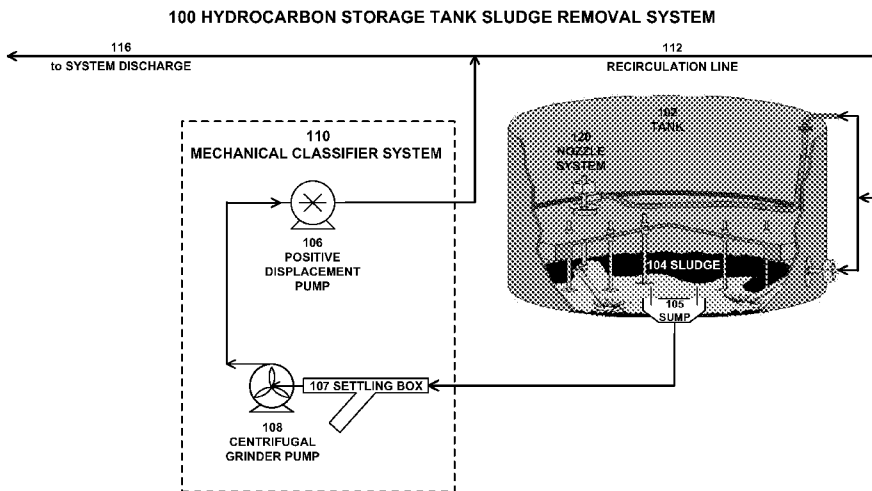 100 HYDROCARBON STORAGE TANK SLUDGE REMOVAL SYSTEM
116
to SYSTEM DISCHARGE
112
RECIRCULATION LINE
110
MECHANICAL CLASSIFIER SYSTEM
102
TANK
120
NOZZLE
SYSTEM
106
POSITIVE
DISPLACEMENT
PUMP
104 SLUDGE
105
SUMP
107 SETTLING BOX
108
CENTRIFUGAL
GRINDER PUMP